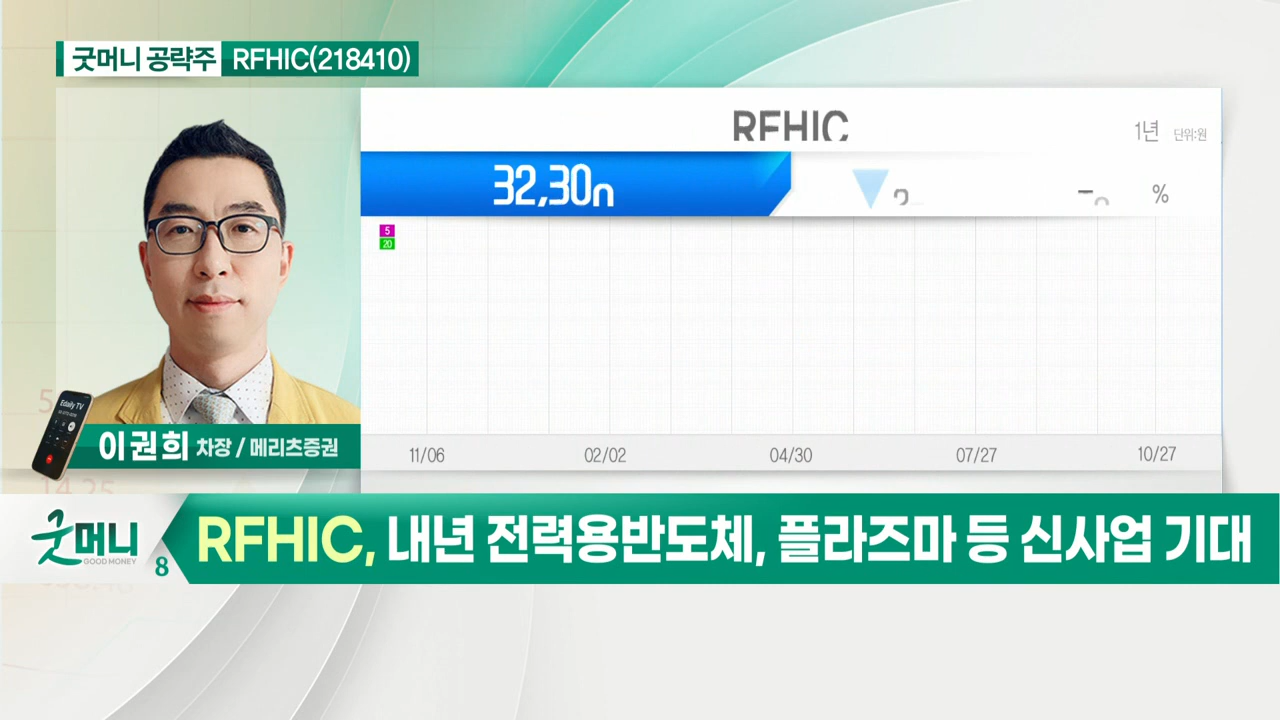 굿머니 공략주 RFHIC(218410)
RFHIC
1년 단위:원
32,30
%
5
20
11/06 02/02 04/30 07/27 10/27
Edaily TV
이권희 차장 / 메리츠증권
굿머니
GOOD MONEY
8
RFHIC, 내년 전력용반도체, 플라즈마 등 신사업 기대